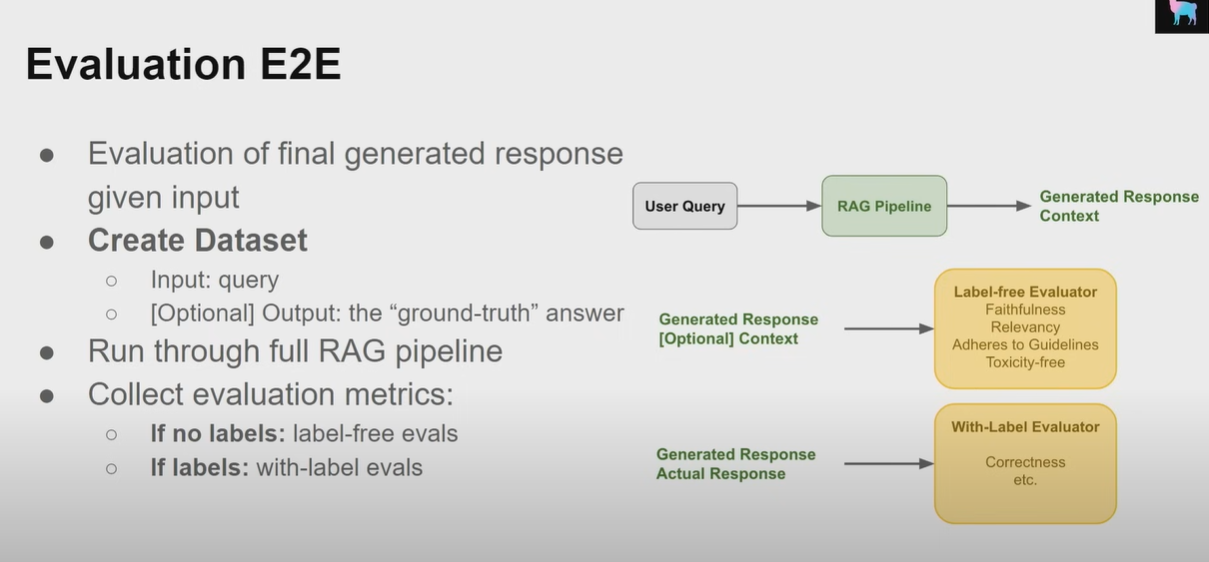 Evaluation E2E
● Evaluation of final generated response
given input
● Create Dataset
○ Input: query
○ [Optional] Output: the “ground-truth” answer
● Run through full RAG pipeline
● Collect evaluation metrics:
○ If no labels: label-free evals
○ If labels: with-label evals
User Query
RAG Pipeline
Generated Response
Context
Generated Response
[Optional] Context
Label-free Evaluator
Faithfulness
Relevancy
Adheres to Guidelines
Toxicity-free
Generated Response
Actual Response
With-Label Evaluator
Correctness
etc.